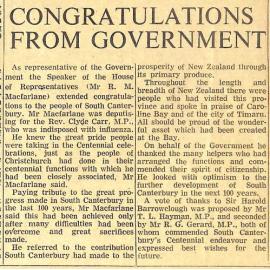 CONGRATULATIONS
FROM GOVERNMENT
As representative of the Govern-
ment the Speaker of the House
of Representatives (Mr R. M.
Macfarlane) extended congratu-
lations to the people of South Canter-
bury. Mr Macfarlane was deputis-
ing for the Rev. Clyde Carr, M.P.,
who was indisposed with influenza.
He knew the great pride people
were taking in the Centennial cele-
brations, just as the people of
Christchurch had done in their
centennial functions with which he
had been closely associated, Mr
Macfarlane said.
Paying tribute to the great pro-
gress made in South Canterbury in
the last 100 years, Mr Macfarlane
said this had been achieved only
after many difficulties had been
overcome and great sacrifices
made.
He referred to the contribution
South Canterbury had made to the
prosperity of New Zealand through
its primary produce.
Throughout the length and
breadth of New Zealand there were
people who had visited this pro-
vince and spoke in praise of Caro-
line Bay and of the city of Timaru.
All should be proud of the wonder-
ful asset which had been created
at the Bay.
On behalf of the Government he
thanked the many helpers who had
arranged the functions and com-
mended their spirit of citizenship.
He looked with optimism to the
further development of South
Canterbury in the next 100 years.
A vote of thanks to Sir Harold
Barrowclough was proposed by Mr
T. L. Hayman, M.P., and seconded
by Mr R. G. Gerard, M.P., both of
whom commended South Canter-
bury's Centennial endeavour and
expressed best wishes for the
future.